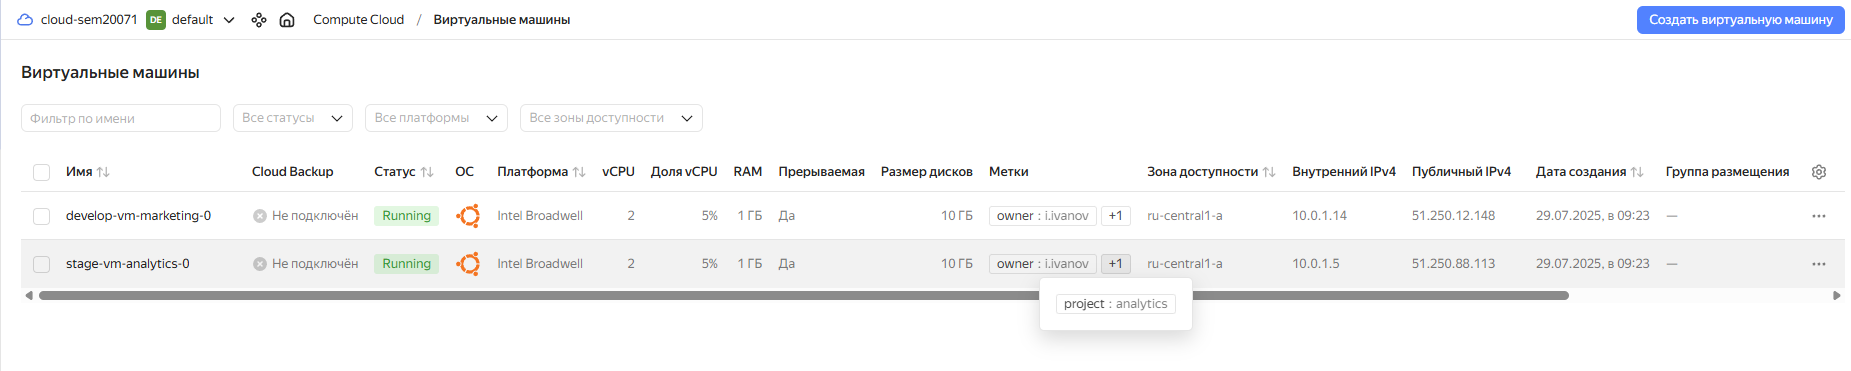 cloud-sem20071 DE default Compute Cloud / Виртуальные машины Создать виртуальную машину
Виртуальные машины
Фильтр по имени Все статусы Все платформы Все зоны доступности
Имя Cloud Backup Статус ОС Платформа vCPU Доля vCPU RAM Прерываемая Размер дисков Метки Зона доступности Внутренний IPv4 Публичный IPv4 Дата создания Группа размещения
develop-vm-marketing-0 Не подключён Running Intel Broadwell 2 5% 1 ГБ Да 10 ГБ owner : i.ivanov +1 ru-central1-a 10.0.1.14 51.250.12.148 29.07.2025, в 09:23 —
stage-vm-analytics-0 Не подключён Running Intel Broadwell 2 5% 1 ГБ Да 10 ГБ owner : i.ivanov +1 ru-central1-a 10.0.1.5 51.250.88.113 29.07.2025, в 09:23 —
project : analytics